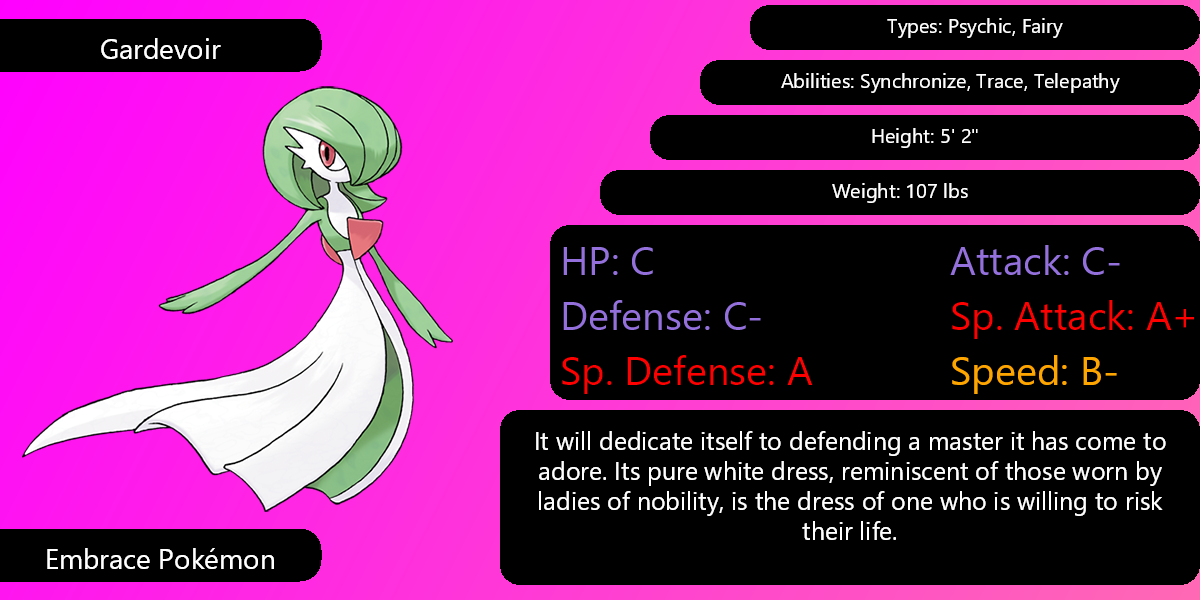 Gardevoir
Types: Psychic, Fairy
Abilities: Synchronize, Trace, Telepathy
Height: 5' 2"
Weight: 107 lbs
HP: C
Attack: C-
Defense: C-
Sp. Attack: A+
Sp. Defense: A
Speed: B-
It will dedicate itself to defending a master it has come to
adore. Its pure white dress, reminiscent of those worn by
ladies of nobility, is the dress of one who is willing to risk
their life.
Embrace Pokémon